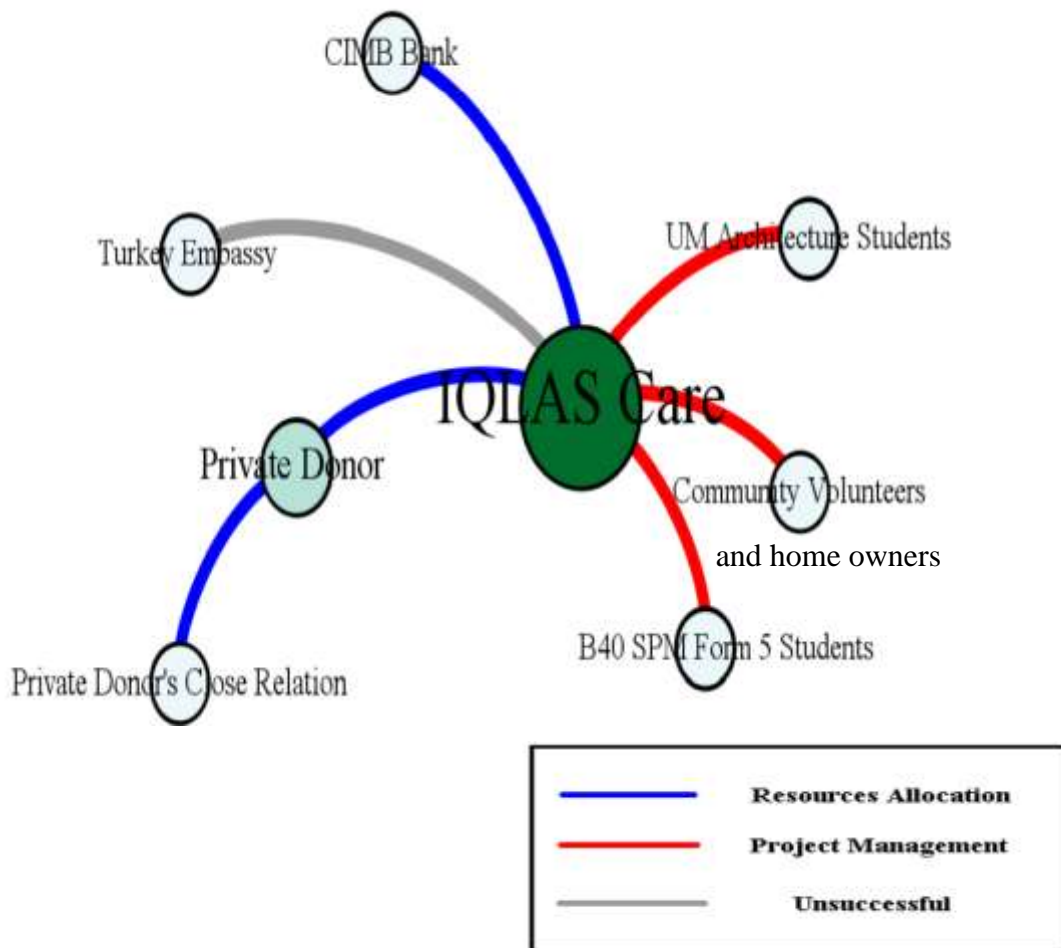 CIMB Bank
UM Architecture Students
Turkey Embassy
IQLAS Care
Private Donor
Community Volunteers
and home owners
B40 SPM Form 5 Students
Private Donor's Close Relation
Resources Allocation
Project Management
Unsuccessful